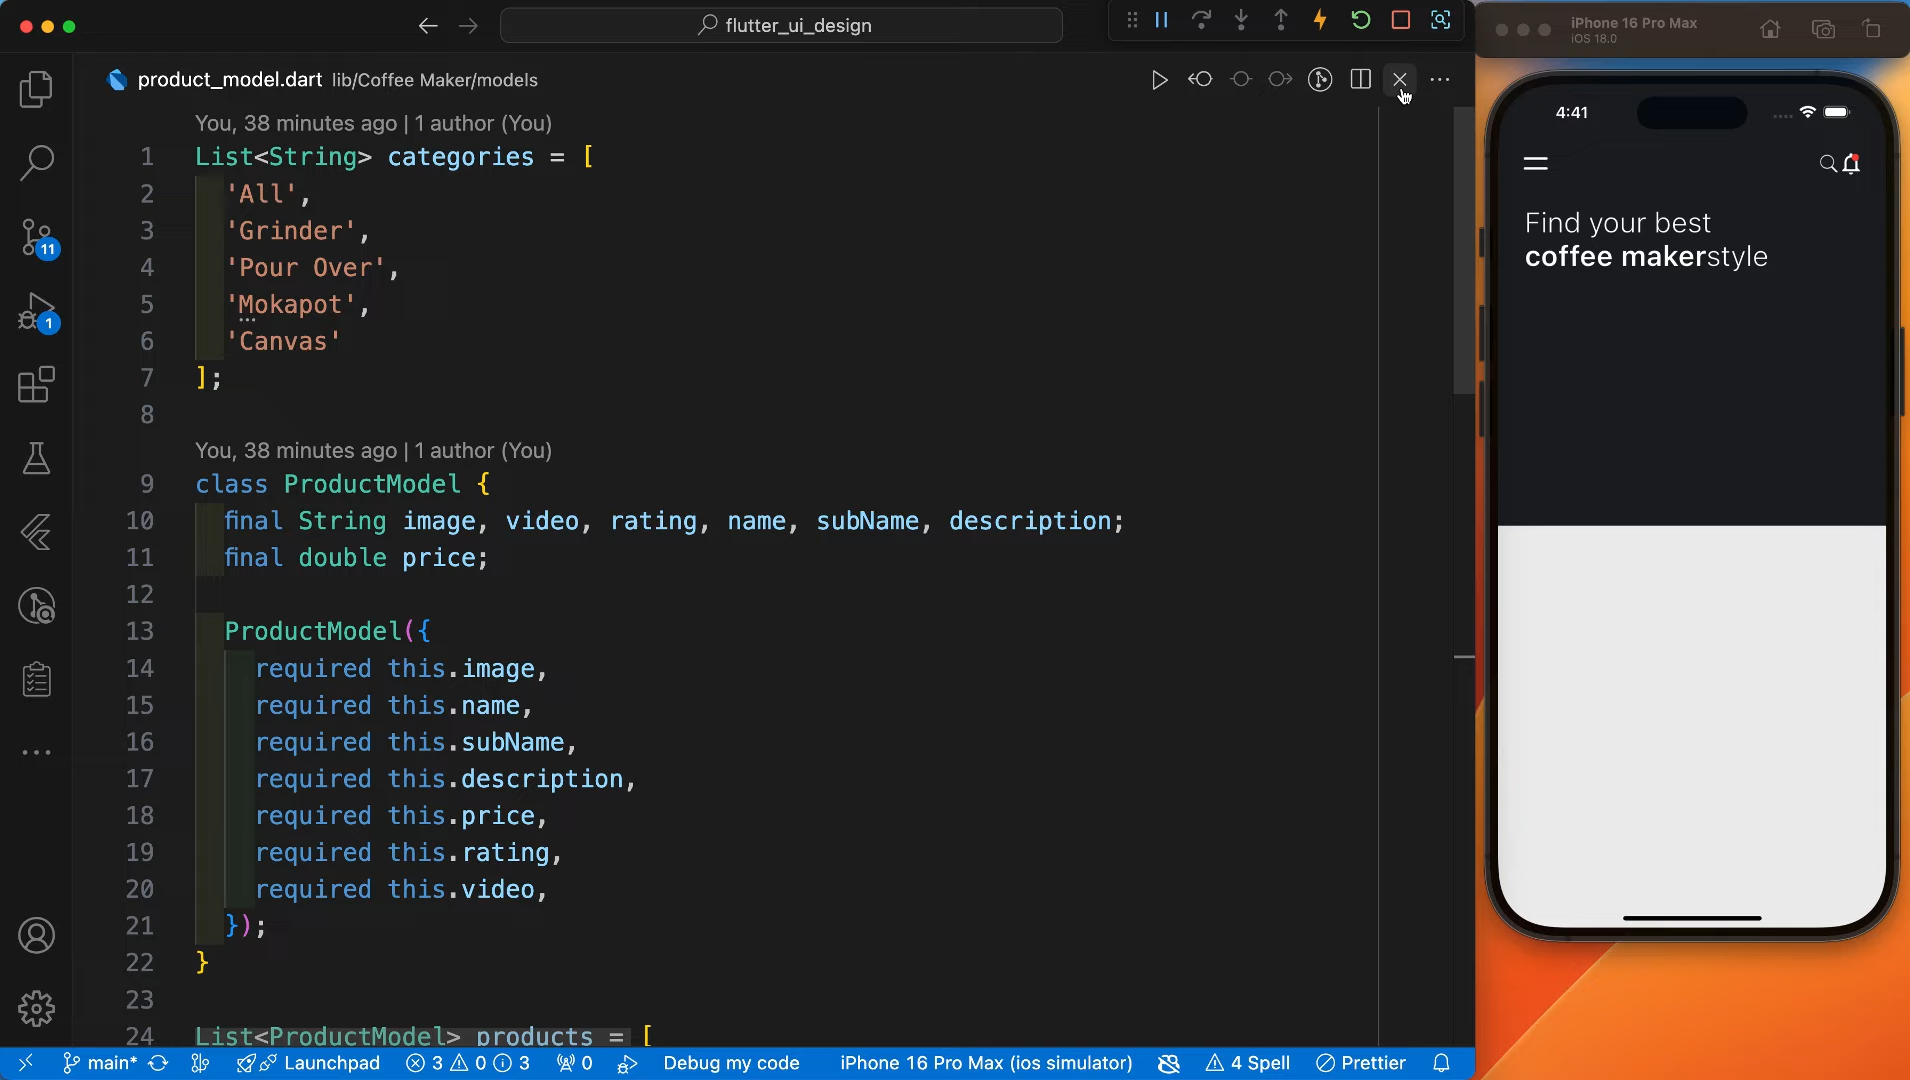 flutter_ui_design
product_model.dart lib/Coffee Maker/models
You, 38 minutes ago | 1 author (You)
1 List<String> categories = [
2 'All',
3 'Grinder',
4 'Pour Over',
5 'Mokapot',
6 'Canvas'
7 ];
8
You, 38 minutes ago | 1 author (You)
9 class ProductModel {
10 final String image, video, rating, name, subName, description;
11 final double price;
12
13 ProductModel({
14 required this.image,
15 required this.name,
16 required this.subName,
17 required this.description,
18 required this.price,
19 required this.rating,
20 required this.video,
21 });
22 }
23
24 List<ProductModel> products = [
11
1
main* Launchpad 3 0 3 0 Debug my code iPhone 16 Pro Max (ios simulator) 4 Spell Prettier
iPhone 16 Pro Max
iOS 18.0
4:41
Find your best
coffee makerstyle